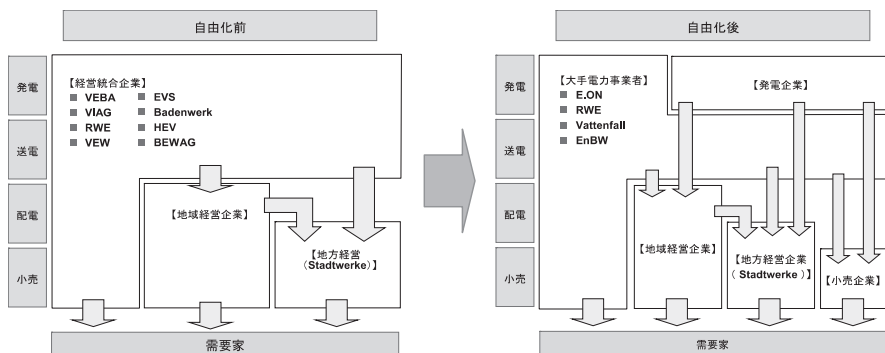 自由化前
発電
送電
配電
小売
【経営統合企業】
VEBA
VIAG
RWE
VEW
EVS
Badenwerk
HEV
BEWAG
【地域経営企業】
【地方経営
（Stadtwerke）】
需要家
自由化後
発電
送電
配電
小売
【大手電力事業者】
E.ON
RWE
Vattenfall
EnBW
【発電企業】
【地域経営企業】
【地方経営企業
（ Stadtwerke ）】
【小売企業】
需要家